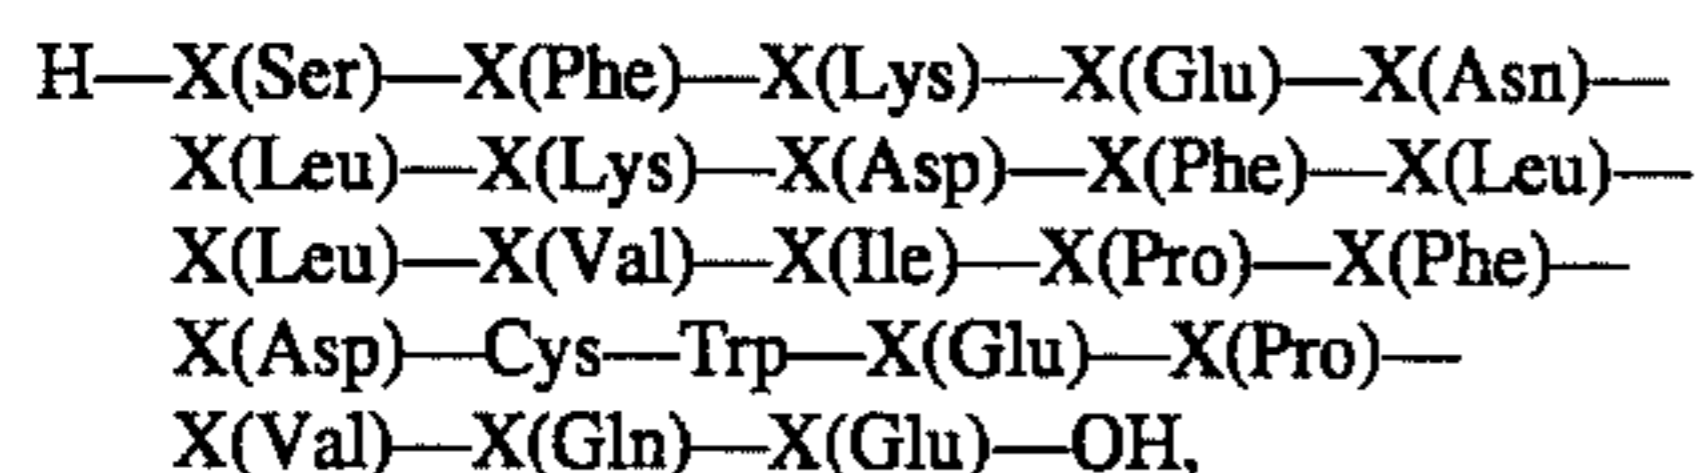 H—X(Ser)—X(Phe)—X(Lys)—X(Glu)—X(Asn)—
X(Leu)—X(Lys)—X(Asp)—X(Phe)—X(Leu)—
X(Leu)—X(Val)—X(Ile)—X(Pro)—X(Phe)—
X(Asp)—Cys—Trp—X(Glu)—X(Pro)—
X(Val)—X(Gln)—X(Glu)—OH,